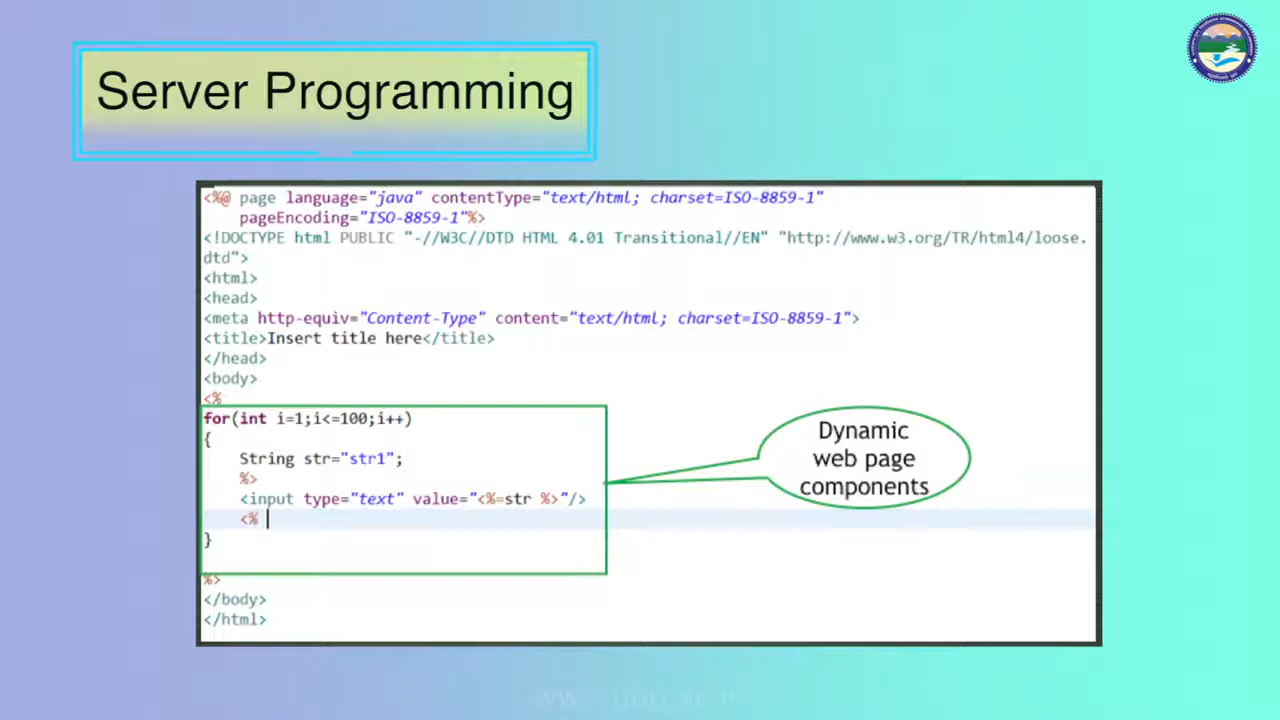 Server Programming
<%@ page language="java" contentType="text/html; charset=ISO-8859-1"
pageEncoding="ISO-8859-1"%>
<!DOCTYPE html PUBLIC "-//W3C//DTD HTML 4.01 Transitional//EN" "http://www.w3.org/TR/html4/loose.
dtd">
<html>
<head>
<meta http-equiv="Content-Type" content="text/html; charset=ISO-8859-1">
<title>Insert title here</title>
</head>
<body>
<%
for(int i=1;i<=100;i++)
{
String str="str1";
%>
<input type="text" value="<%=str %>"/>
<%
}
%>
</body>
</html>
Dynamic
web page
components